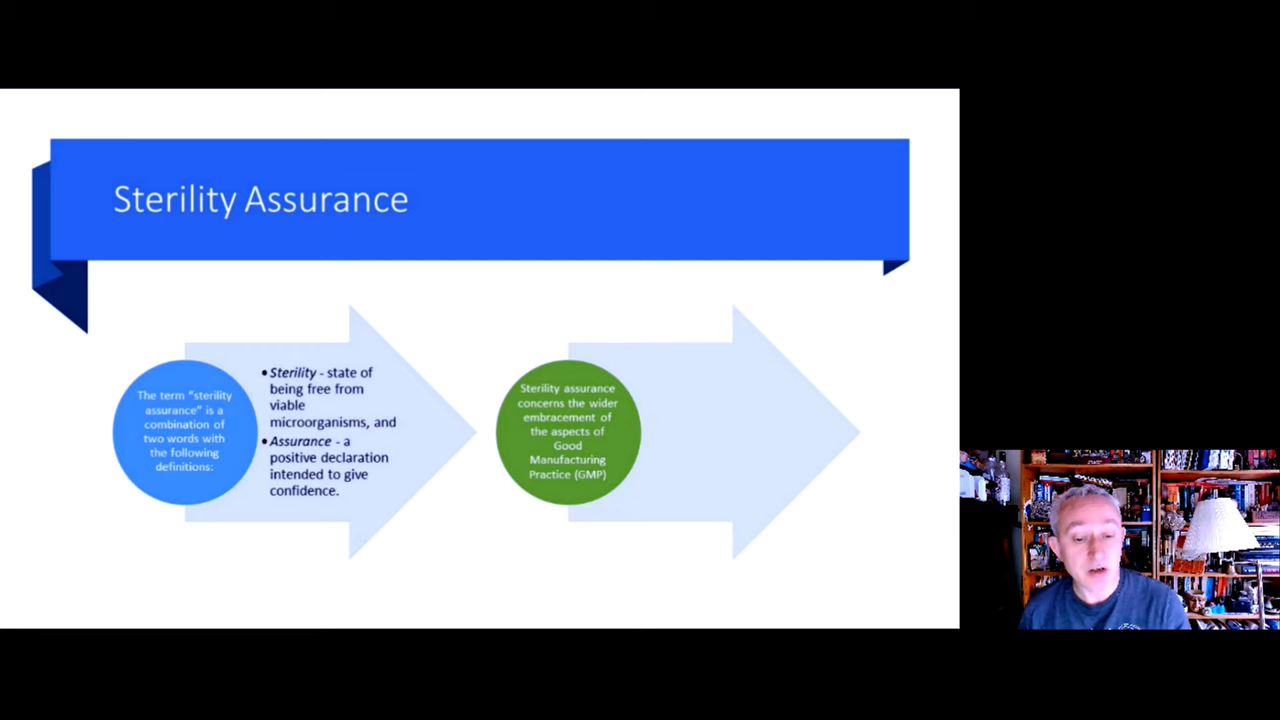 Sterility Assurance
The term "sterility
assurance" is a
combination of
two words with
the following
definitions:
• Sterility - state of
being free from
viable
microorganisms, and
• Assurance - a
positive declaration
intended to give
confidence.
Sterility assurance
concerns the wider
embracement of
the aspects of
Good
Manufacturing
Practice (GMP)